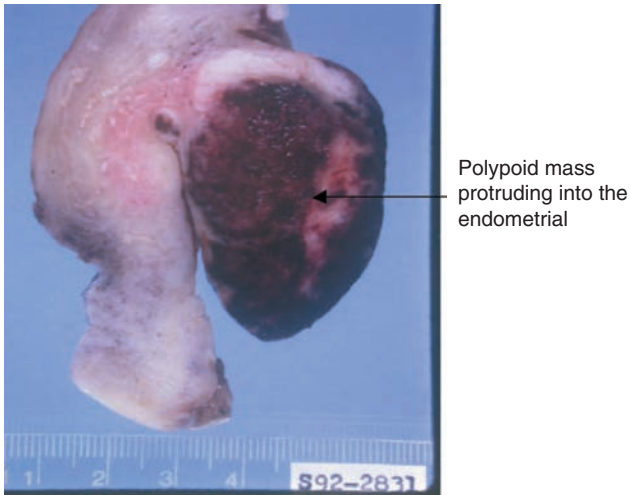 Polypoid mass
protruding into the
endometrial
1 2 3 4
S92-2831